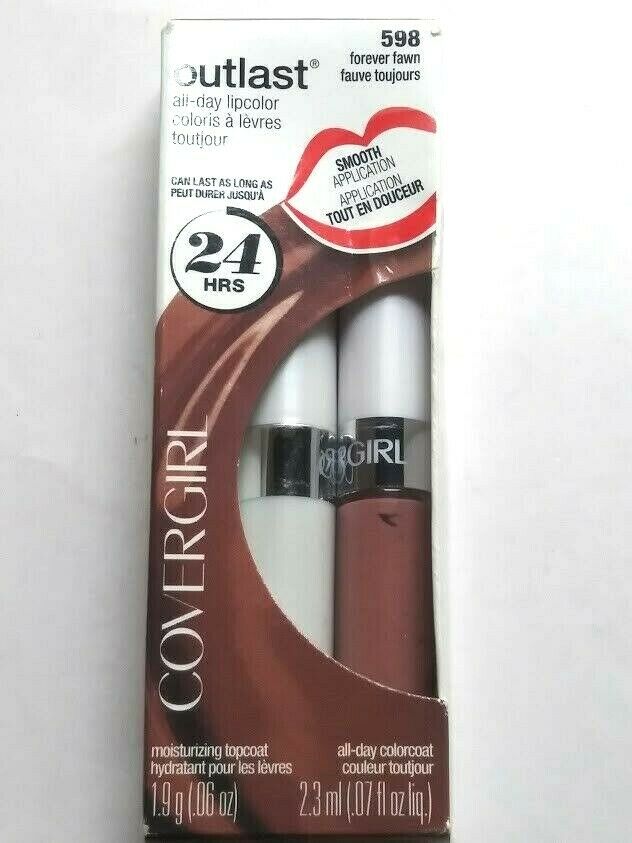 598
forever fawn
fauve toujours
outlast®
all-day lipcolor
coloris à lèvres
toutjour
SMOOTH
APPLICATION
APPLICATION
TOUT EN DOUCEUR
CAN LAST AS LONG AS
PEUT DURER JUSQU'À
24
HRS
GIRL
COVERGIRL
moisturizing topcoat
hydratant pour les lèvres
1.9 g (.06 oz)
all-day colorcoat
couleur toutjour
2.3 ml (.07 fl oz liq.)